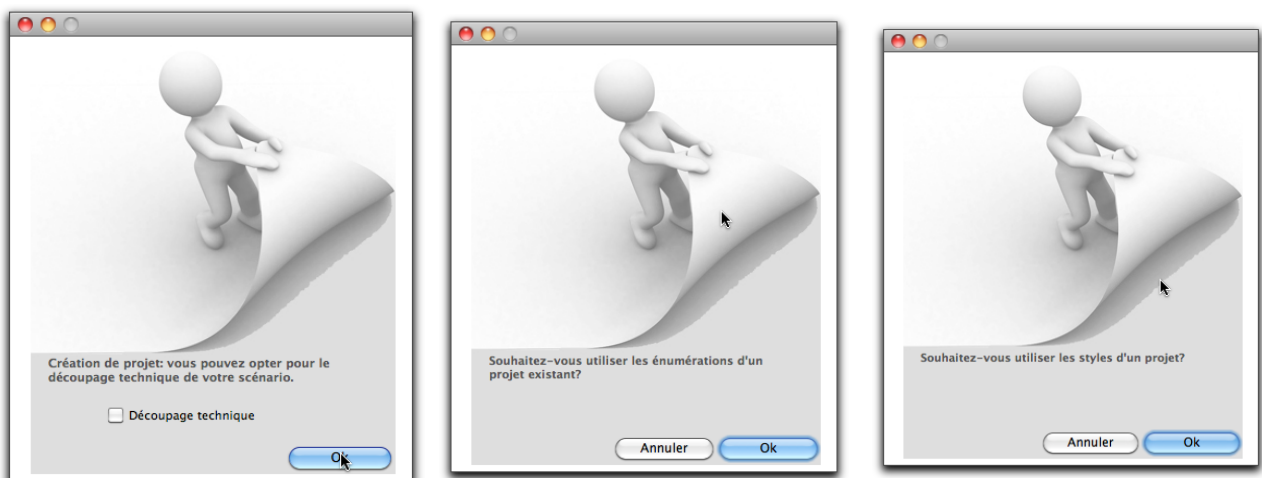 Création de projet: vous pouvez opter pour le
découpage technique de votre scénario.
Découpage technique
Ok
Souhaitez-vous utiliser les énumérations d'un
projet existant?
Annuler Ok
Souhaitez-vous utiliser les styles d'un projet?
Annuler Ok